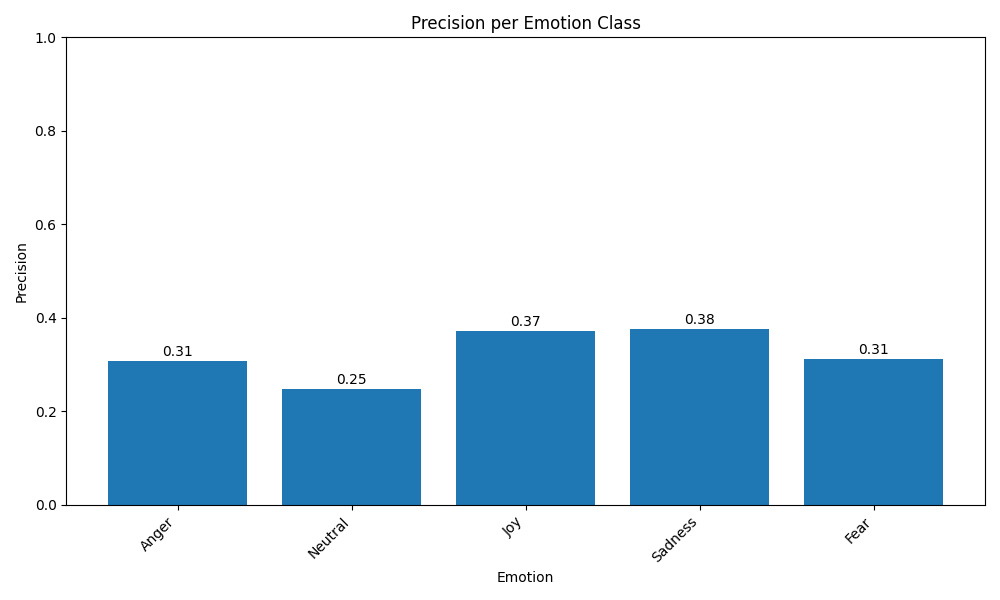 Precision per Emotion Class
1.0
0.8
0.6
0.4
0.2
0.0
Precision
0.31
0.25
0.37
0.38
0.31
Anger
Neutral
Joy
Sadness
Fear
Emotion